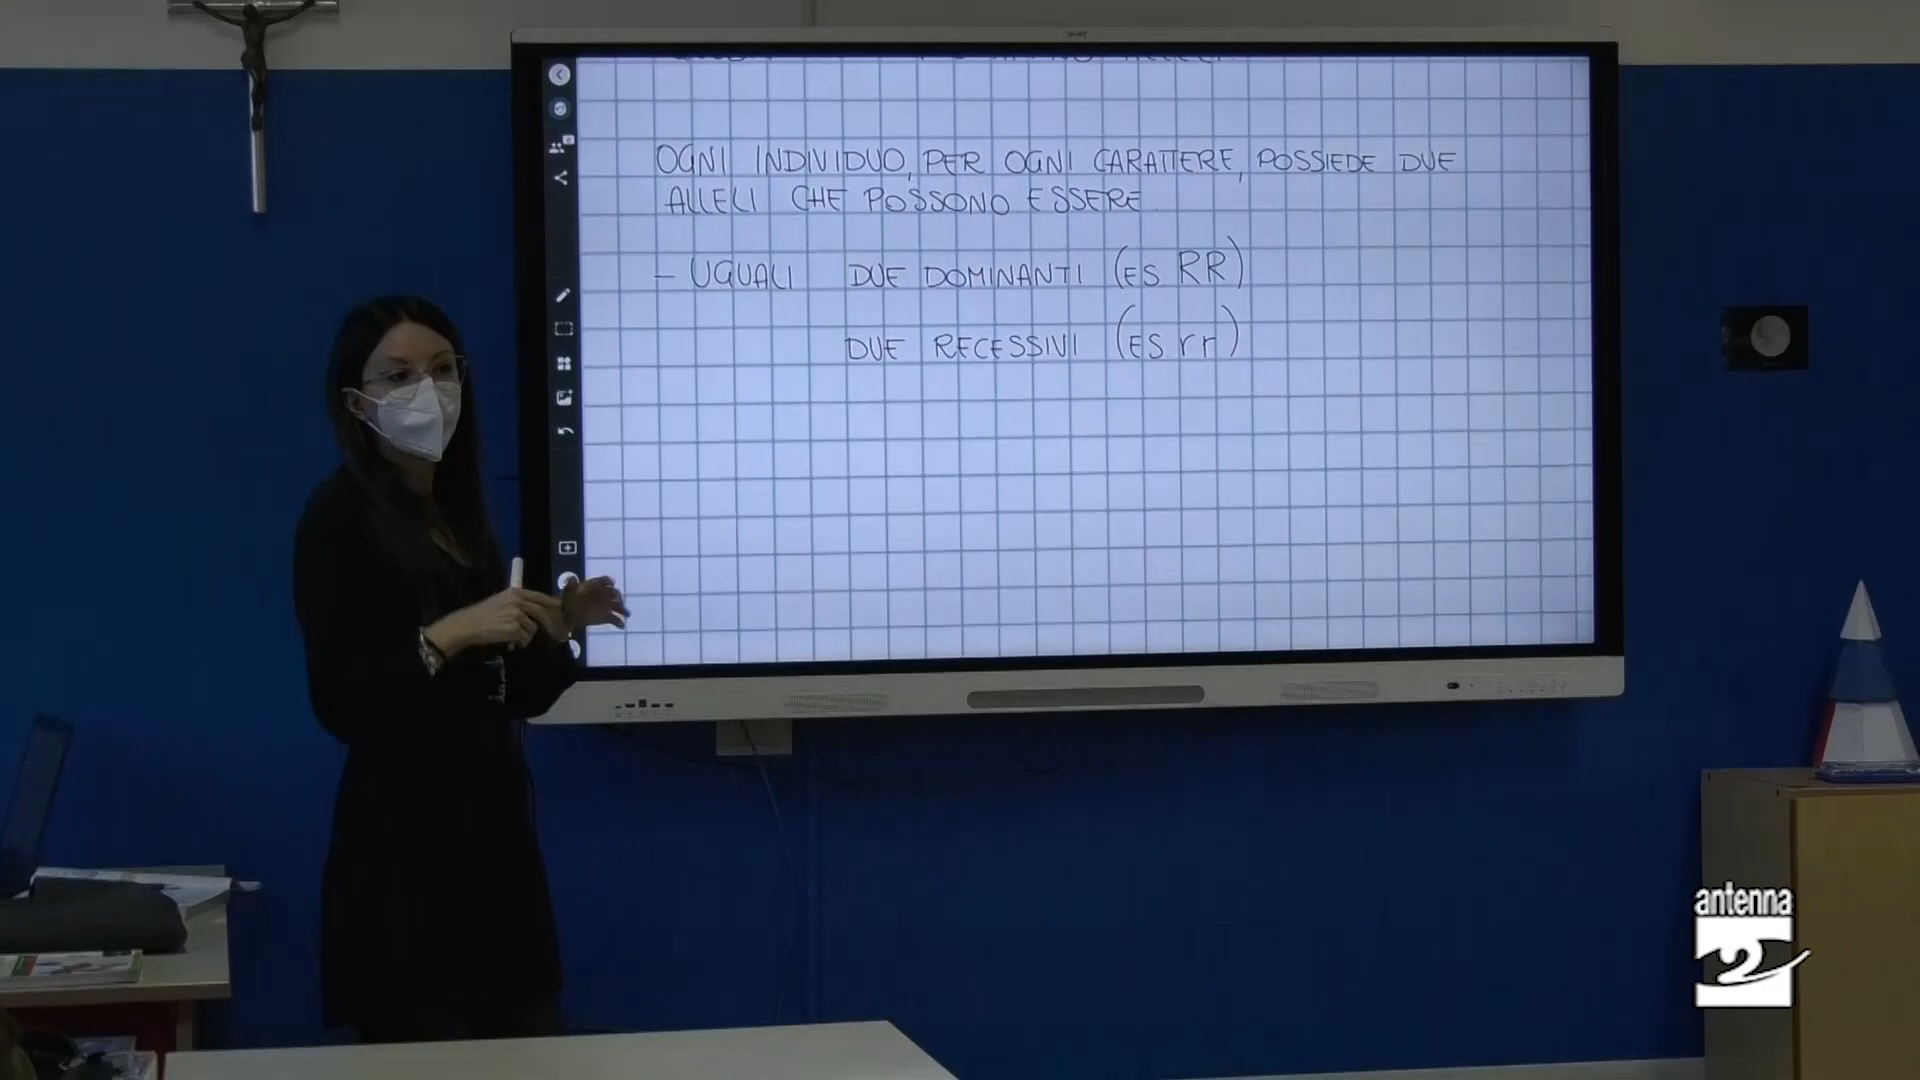 OGNI INDIVIDUO, PER OGNI CARATTERE, POSSIEDE DUE
ALLELI CHE POSSONO ESSERE
- UGUALI DUE DOMINANTI (ES RR)
DUE RECESSIVI (ES rr)
antenna
2